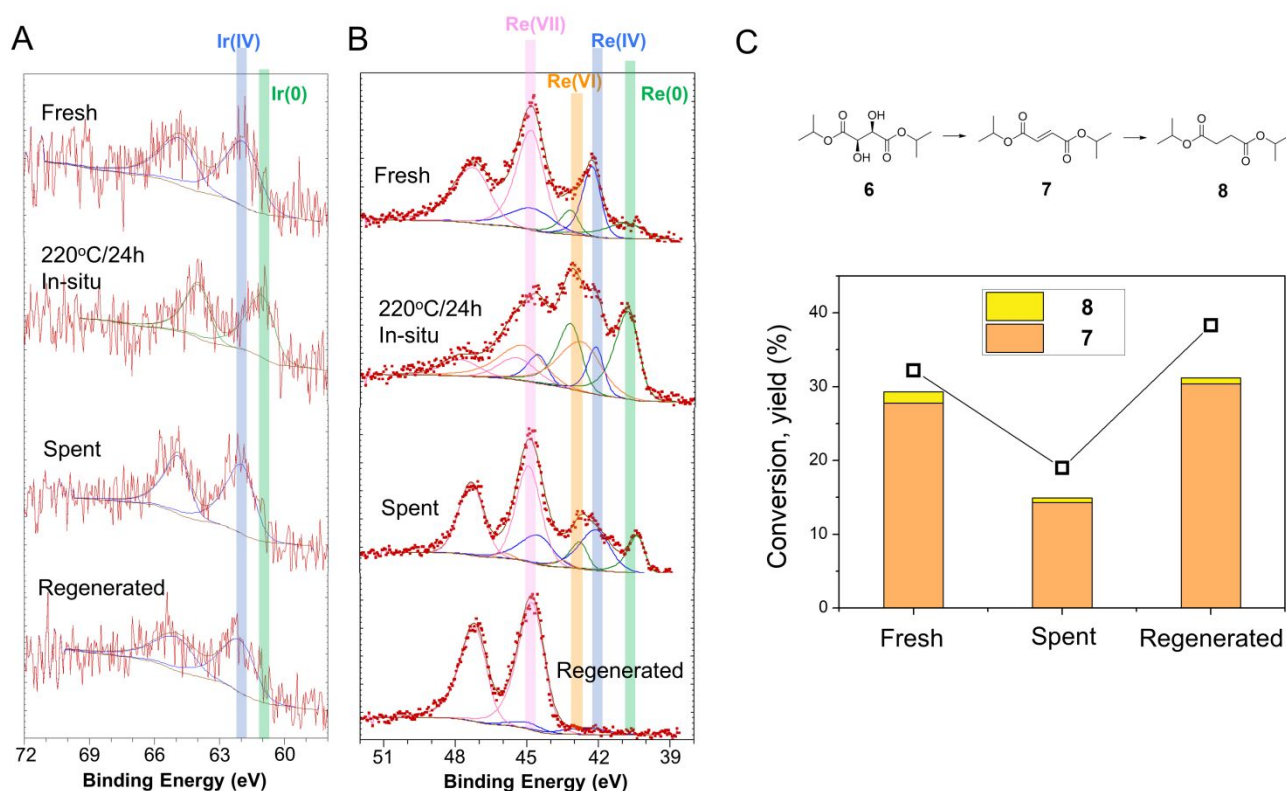 A
Ir(IV)
Ir(0)
Fresh
220°C/24h
In-situ
Spent
Regenerated
72 69 66 63 60
Binding Energy (eV)
B
Re(VII)
Re(IV)
Re(VI)
Re(0)
Fresh
220°C/24h
In-situ
Spent
Regenerated
51 48 45 42 39
Binding Energy (eV)
C
O OH O
O O
OH O
6
O O
O O
7
O O
O O
8
Conversion, yield (%)
40
30
20
10
0
8
7
Fresh Spent Regenerated